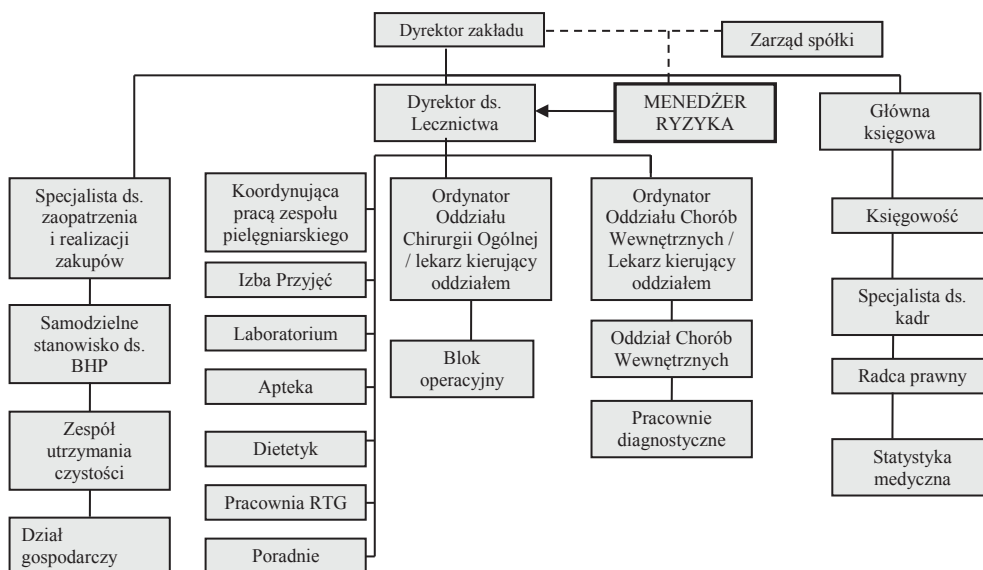 Dyrektor zakładu
Zarząd spółki
Dyrektor ds.
Lecznictwa
MENEDŻER
RYZYKA
Główna
księgowa
Specjalista ds.
zaopatrzenia
i realizacji
zakupów
Samodzielne
stanowisko ds.
BHP
Zespół
utrzymania
czystości
Dział
gospodarczy
Koordynująca
pracą zespołu
pielęgniarskiego
Izba Przyjęć
Laboratorium
Apteka
Dietetyk
Pracownia RTG
Poradnie
Ordynator
Oddziału
Chirurgii Ogólnej
/ lekarz kierujący
oddziałem
Blok
operacyjny
Ordynator
Oddziału Chorób
Wewnętrznych /
Lekarz kierujący
oddziałem
Oddział Chorób
Wewnętrznych
Pracownie
diagnostyczne
Księgowość
Specjalista ds.
kadr
Radca prawny
Statystyka
medyczna